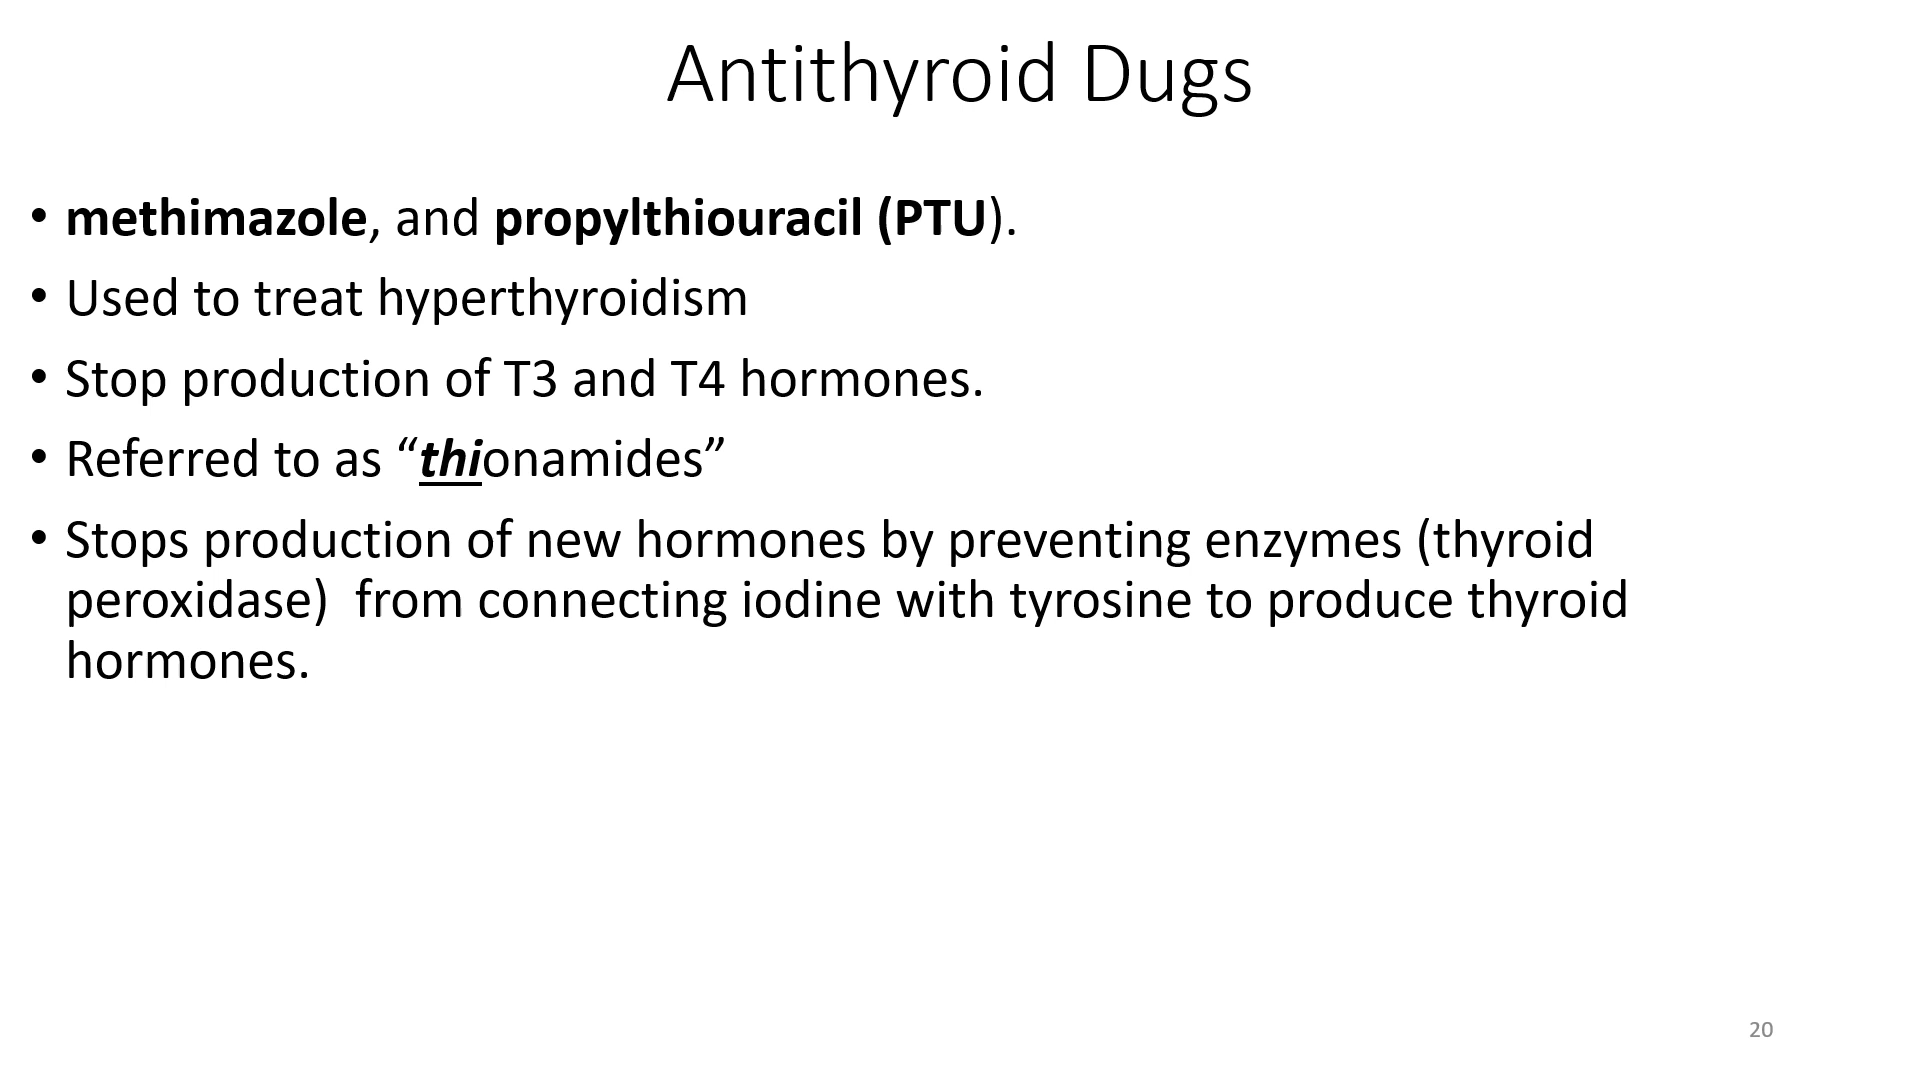 Antithyroid Dugs
• methimazole, and propylthiouracil (PTU).
• Used to treat hyperthyroidism
• Stop production of T3 and T4 hormones.
• Referred to as “thionamides”
• Stops production of new hormones by preventing enzymes (thyroid
peroxidase)  from connecting iodine with tyrosine to produce thyroid
hormones.
20